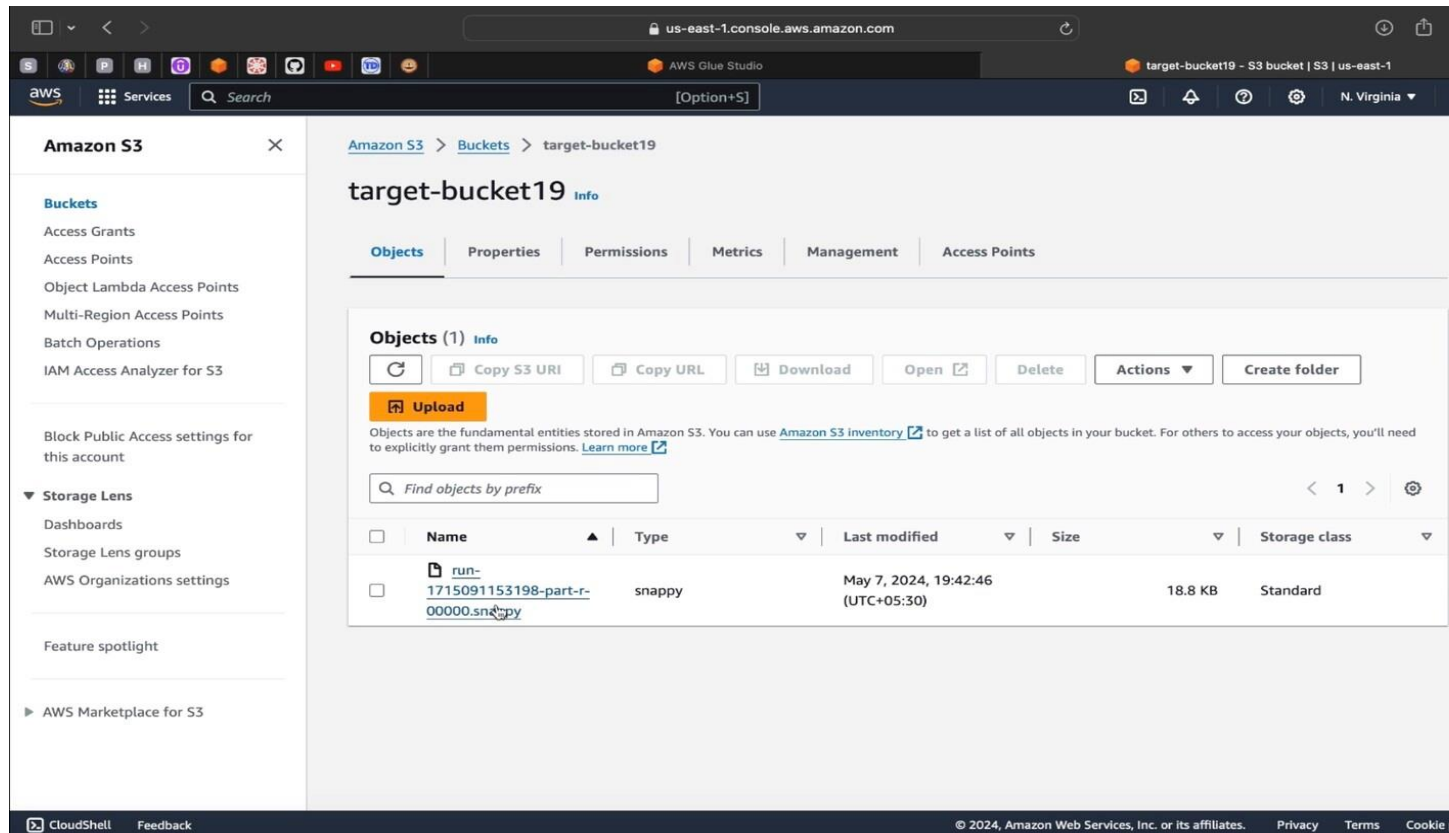 us-east-1.console.aws.amazon.com
S P H U TD AWS Glue Studio target-bucket19 - S3 bucket | S3 | us-east-1
aws Services Search [Option+S] N. Virginia
Amazon S3
Buckets
Access Grants
Access Points
Object Lambda Access Points
Multi-Region Access Points
Batch Operations
IAM Access Analyzer for S3
Block Public Access settings for
this account
Storage Lens
Dashboards
Storage Lens groups
AWS Organizations settings
Feature spotlight
AWS Marketplace for S3
Amazon S3 > Buckets > target-bucket19
target-bucket19 Info
Objects Properties Permissions Metrics Management Access Points
Objects (1) Info
Copy S3 URI Copy URL Download Open Delete Actions Create folder
Upload
Objects are the fundamental entities stored in Amazon S3. You can use Amazon S3 inventory to get a list of all objects in your bucket. For others to access your objects, you'll need
to explicitly grant them permissions. Learn more
Find objects by prefix
1
Name Type Last modified Size Storage class
run-
1715091153198-part-r-
00000.snappy
snappy
May 7, 2024, 19:42:46
(UTC+05:30)
18.8 KB
Standard
CloudShell Feedback © 2024, Amazon Web Services, Inc. or its affiliates. Privacy Terms Cookie